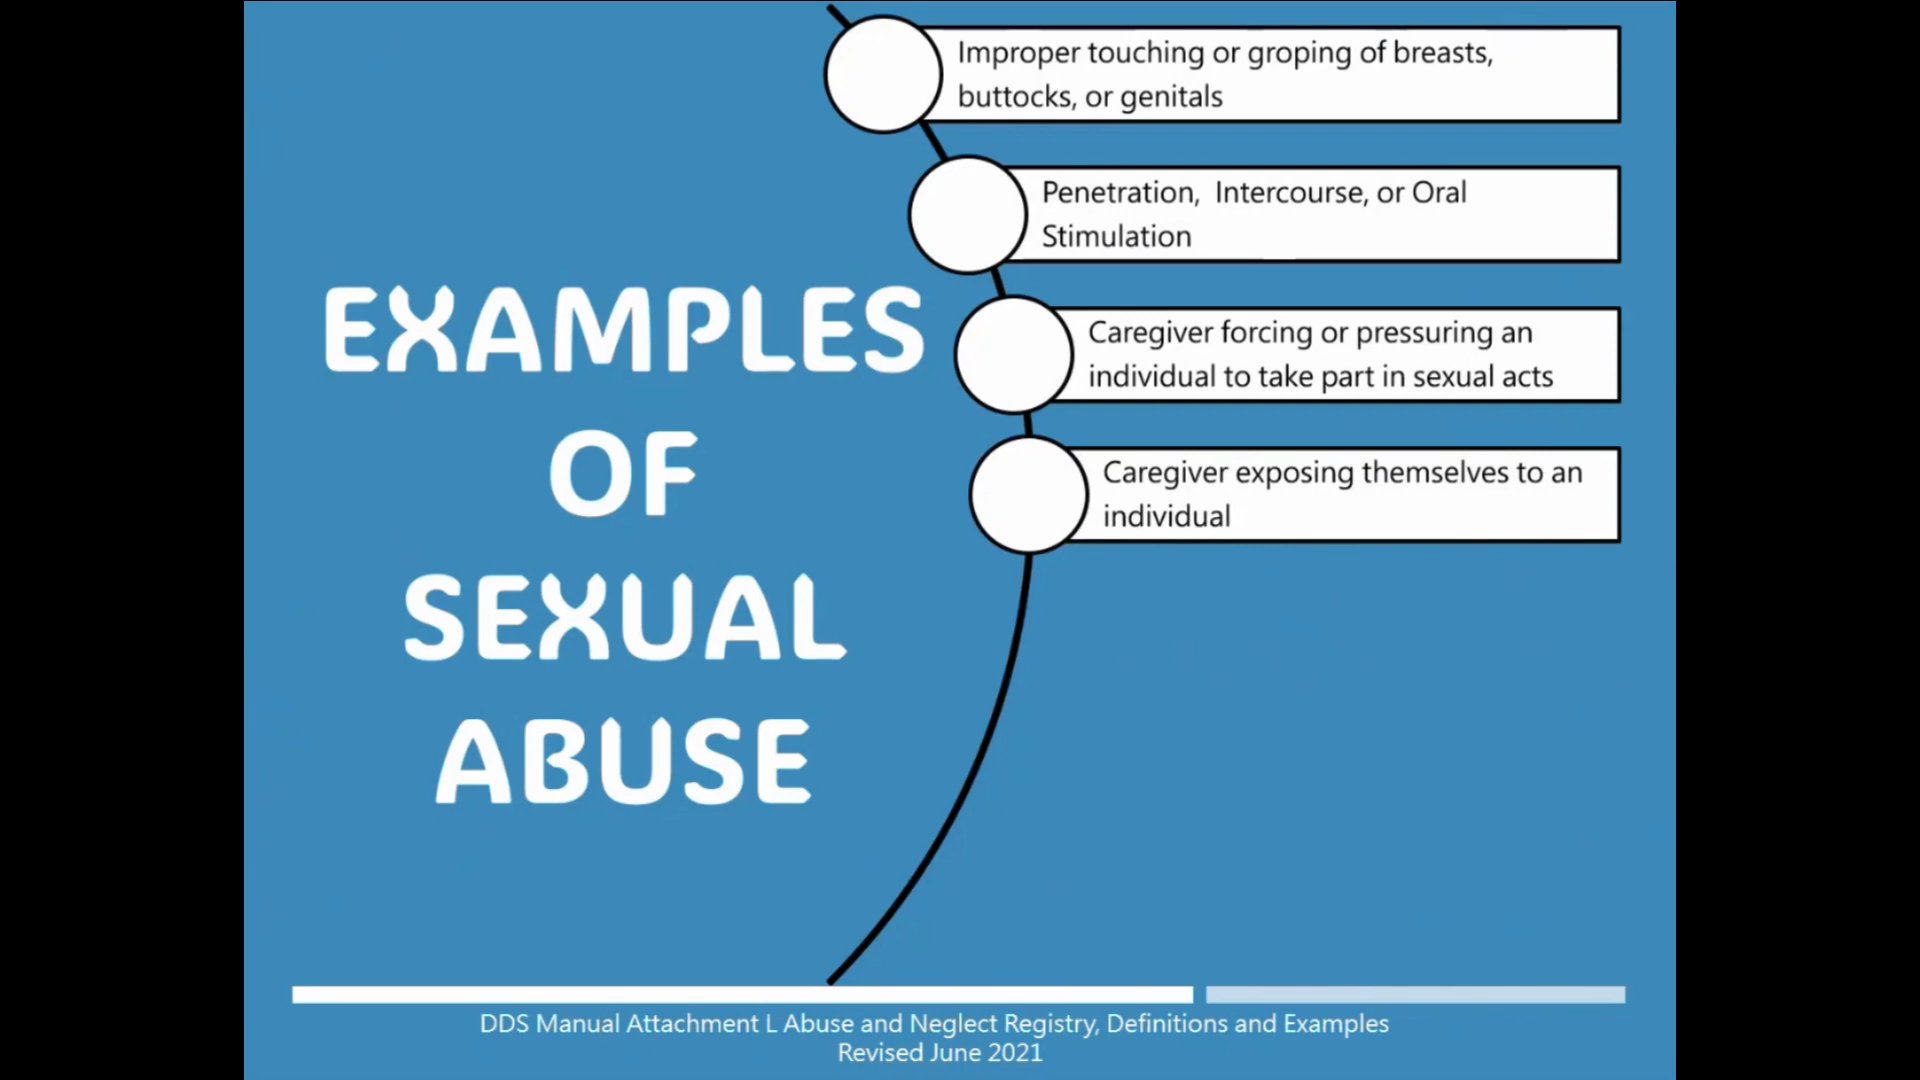 EXAMPLES
OF
SEXUAL
ABUSE
Improper touching or groping of breasts,
buttocks, or genitals
Penetration,  Intercourse, or Oral
Stimulation
Caregiver forcing or pressuring an
individual to take part in sexual acts
Caregiver exposing themselves to an
individual
DDS Manual Attachment L Abuse and Neglect Registry, Definitions and Examples
Revised June 2021